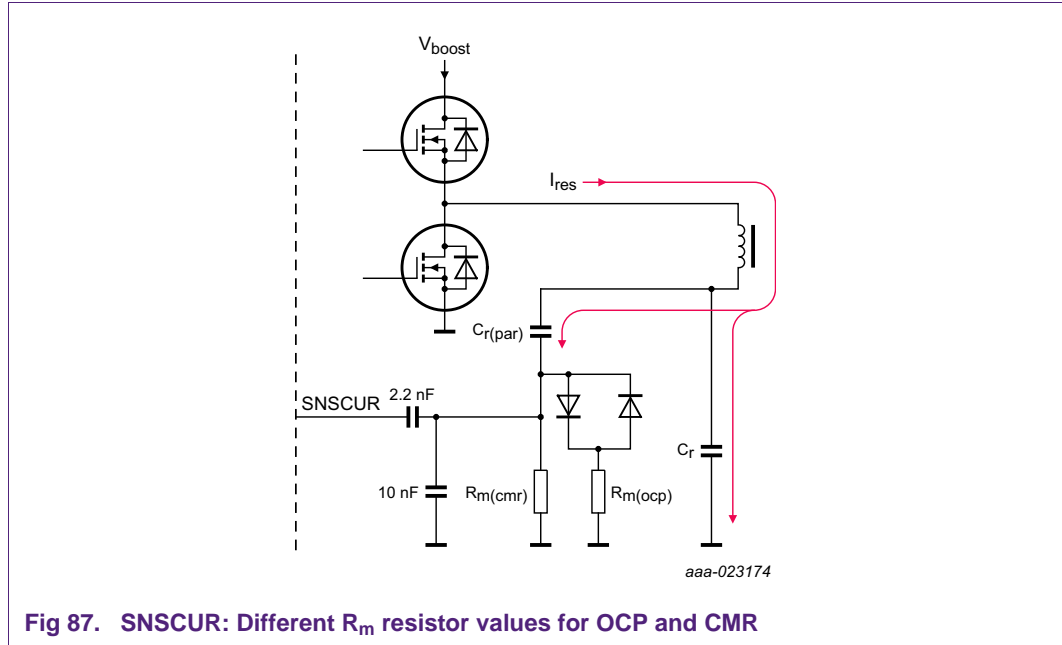 Vboost
Ires
Cr(par)
2.2 nF
SNSCUR
Cr
10 nF
Rm(cmr)
Rm(ocp)
aaa-023174
Fig 87. SNSCUR: Different Rm resistor values for OCP and CMR